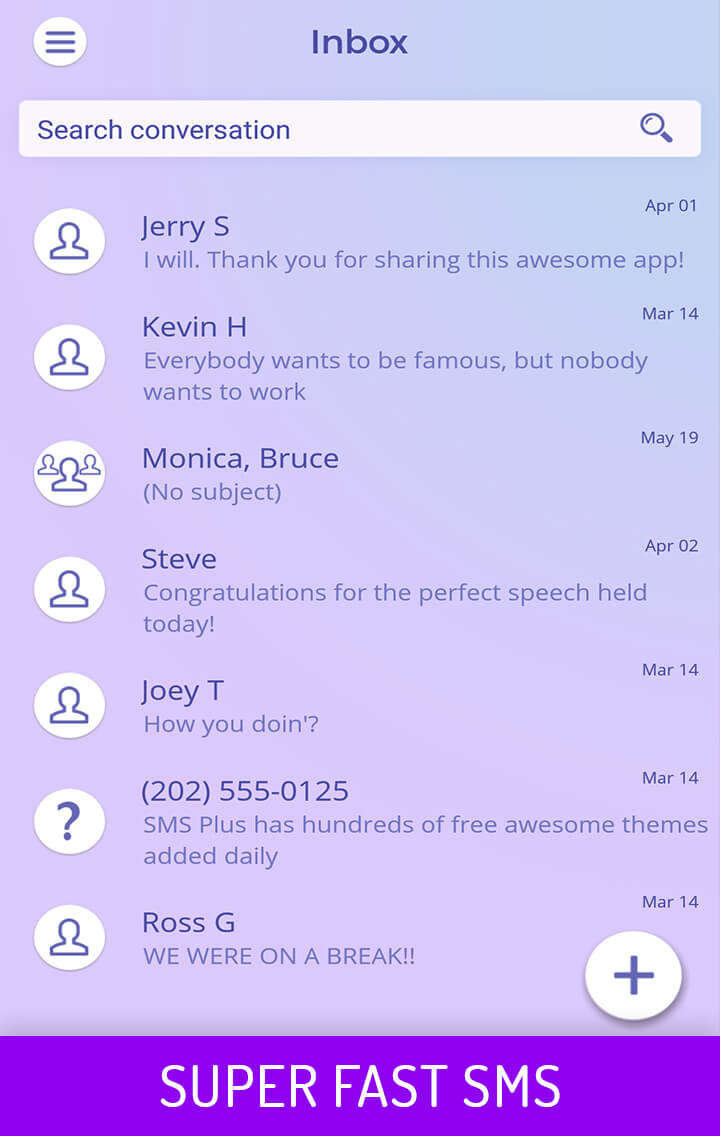 Inbox
Search conversation
Apr 01
Jerry S
I will. Thank you for sharing this awesome app!
Mar 14
Kevin H
Everybody wants to be famous, but nobody
wants to work
May 19
Monica, Bruce
(No subject)
Apr 02
Steve
Congratulations for the perfect speech held
today!
Mar 14
Joey T
How you doin'?
Mar 14
(202) 555-0125
SMS Plus has hundreds of free awesome themes
added daily
Mar 14
Ross G
WE WERE ON A BREAK!!
SUPER FAST SMS